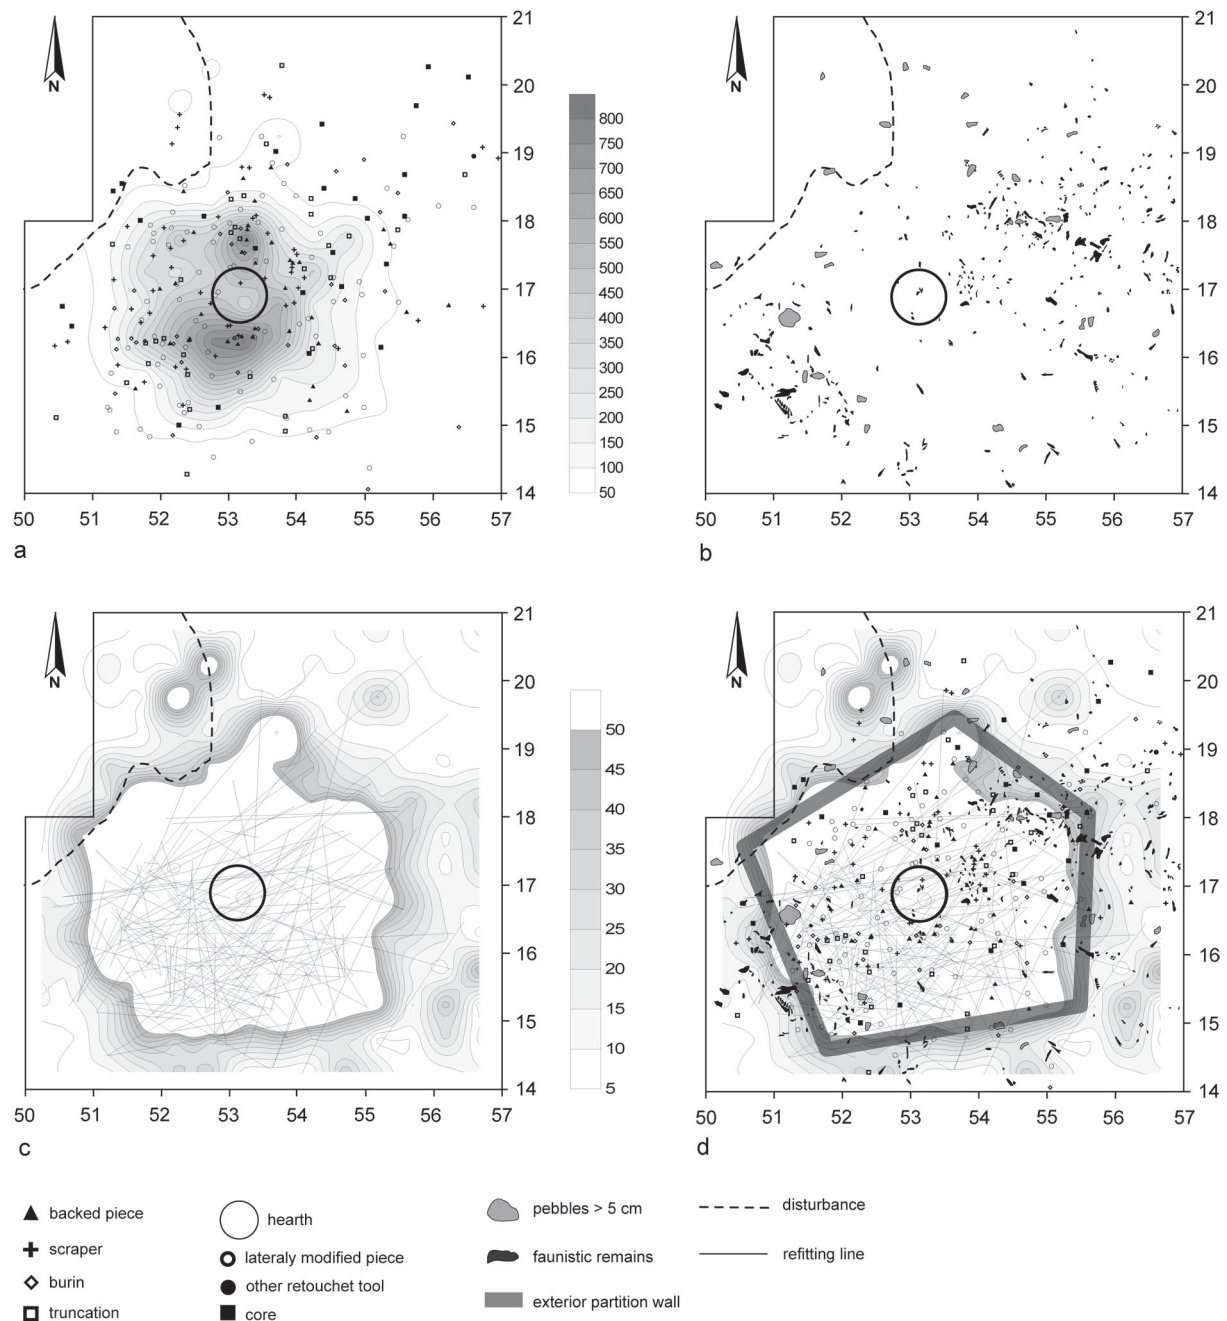 21
20
19
18
17
16
15
14
50 51 52 53 54 55 56 57
N
800
750
700
650
600
550
500
450
400
350
300
250
200
150
100
50
a
21
20
19
18
17
16
15
14
50 51 52 53 54 55 56 57
N
b
21
20
19
18
17
16
15
14
50 51 52 53 54 55 56 57
N
50
45
40
35
30
25
20
15
10
5
c
21
20
19
18
17
16
15
14
50 51 52 53 54 55 56 57
N
d
backed piece
scraper
burin
truncation
hearth
lateraly modified piece
other retouchet tool
core
pebbles > 5 cm
faunistic remains
exterior partition wall
disturbance
refitting line